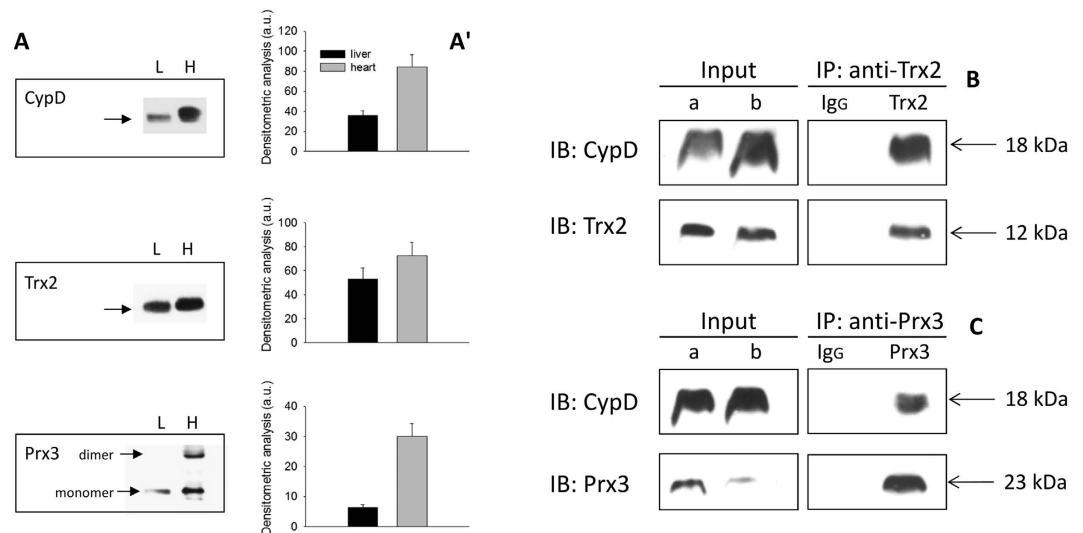 A
L H
CypD
A'
Densitometric analysis (a.u.)
120
100
80
60
40
20
0
liver
heart
L H
Trx2
Densitometric analysis (a.u.)
100
80
60
40
20
0
L H
Prx3
dimer
monomer
Densitometric analysis (a.u.)
40
30
20
10
0
B
Input IP: anti-Trx2
a b IgG Trx2
IB: CypD 18 kDa
IB: Trx2 12 kDa
C
Input IP: anti-Prx3
a b IgG Prx3
IB: CypD 18 kDa
IB: Prx3 23 kDa